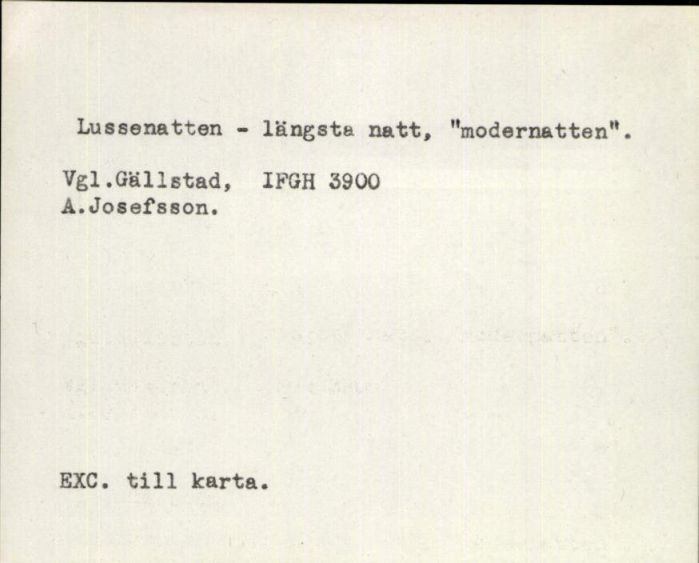 Lussenatten - längsta natt, "modernatten".
Vgl.Gällstad, IFGH 3900
A.Josefsson.
EXC. till karta.